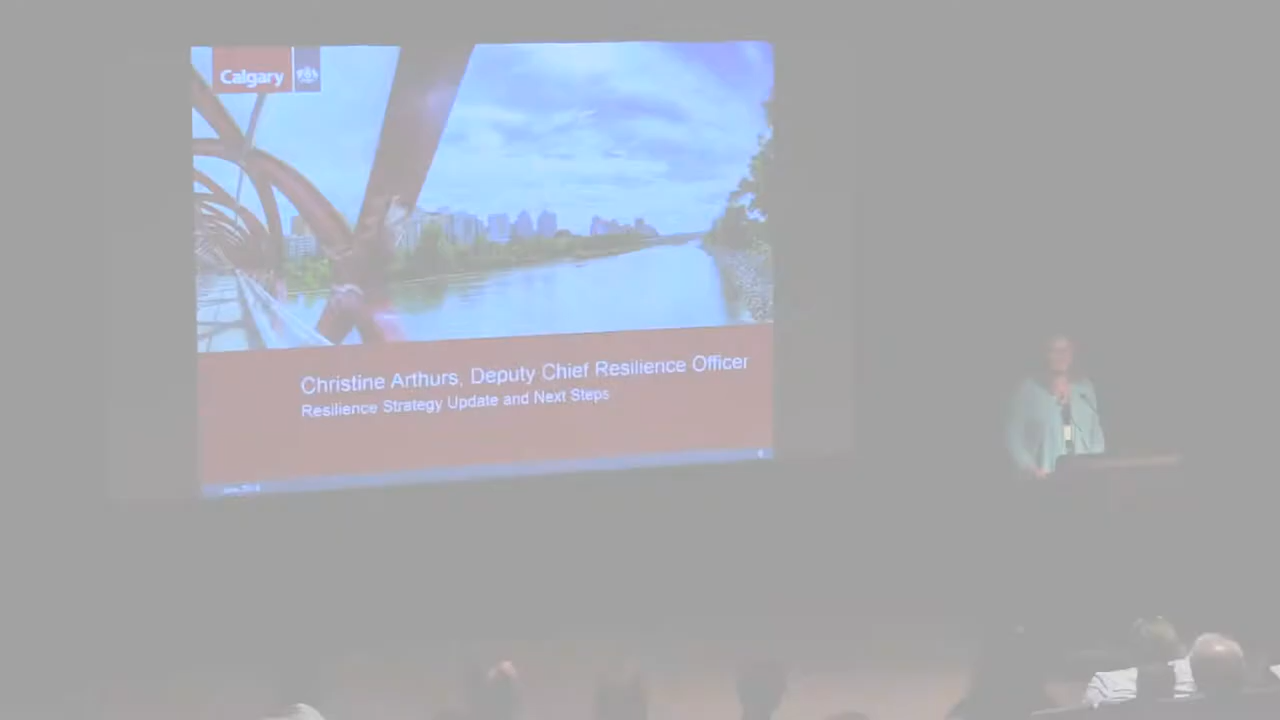 Calgary
Christine Arthurs, Deputy Chief Resilience Officer
Resilience Strategy Update and Next Steps